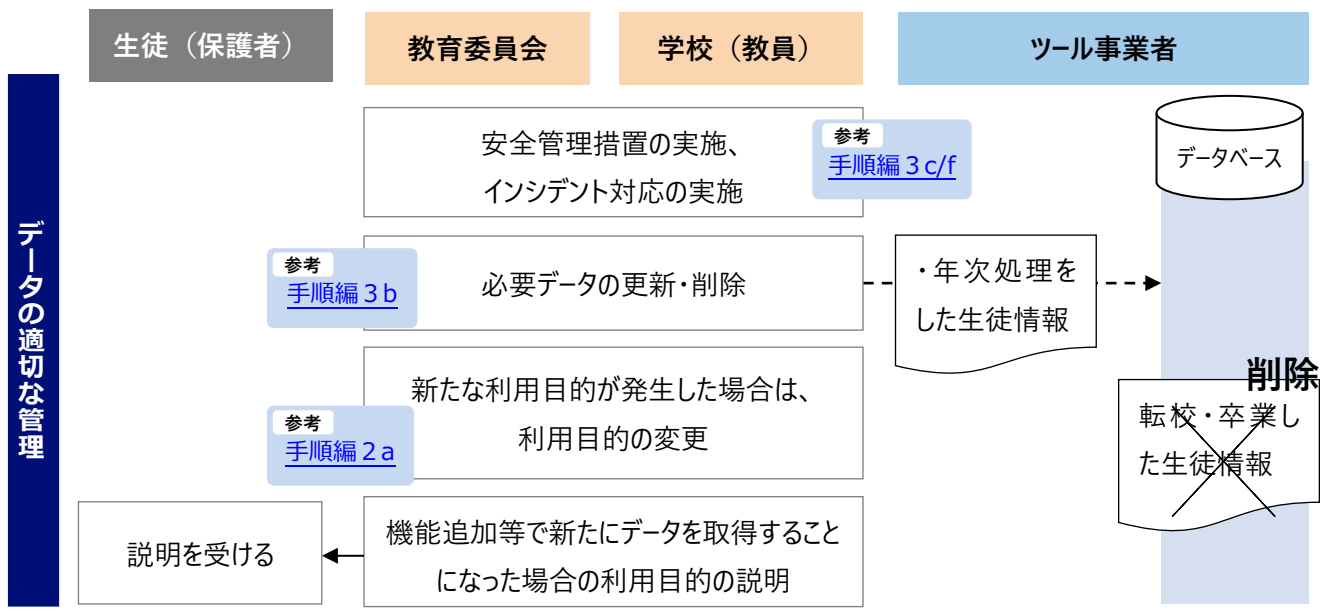 生徒（保護者）
教育委員会
学校（教員）
ツール事業者
データの適切な管理
安全管理措置の実施、
インシデント対応の実施
参考
手順編３c/f
データベース
参考
手順編３b
必要データの更新・削除
・年次処理を
した生徒情報
新たな利用目的が発生した場合は、
利用目的の変更
参考
手順編２a
削除
転校・卒業し
た生徒情報
説明を受ける
機能追加等で新たにデータを取得すること
になった場合の利用目的の説明